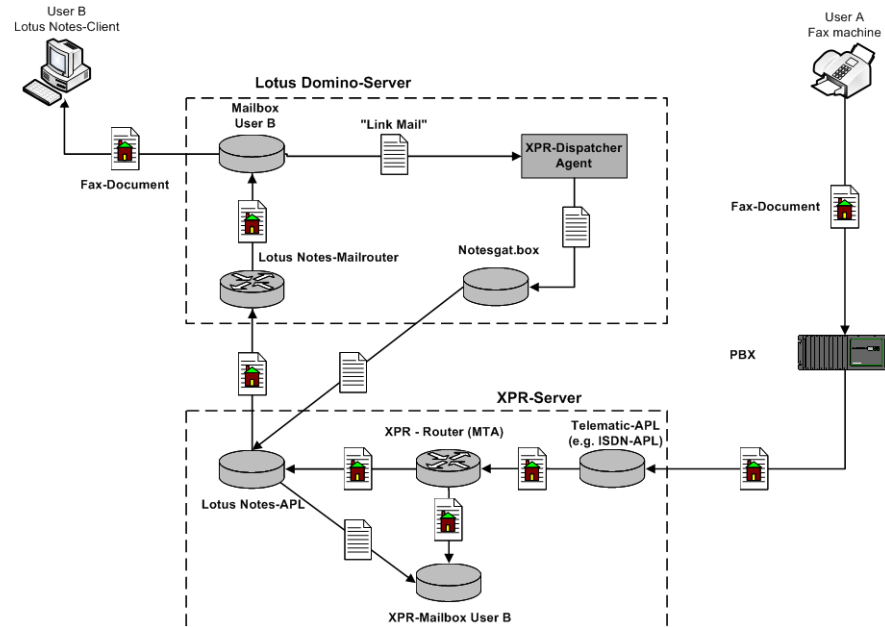 User B
Lotus Notes-Client
User A
Fax machine
Lotus Domino-Server
Mailbox
User B
"Link Mail"
XPR-Dispatcher
Agent
Fax-Document
Fax-Document
Lotus Notes-Mailrouter
Notesgat.box
PBX
XPR-Server
XPR - Router (MTA)
Telematic-APL
(e.g. ISDN-APL)
Lotus Notes-APL
XPR-Mailbox User B